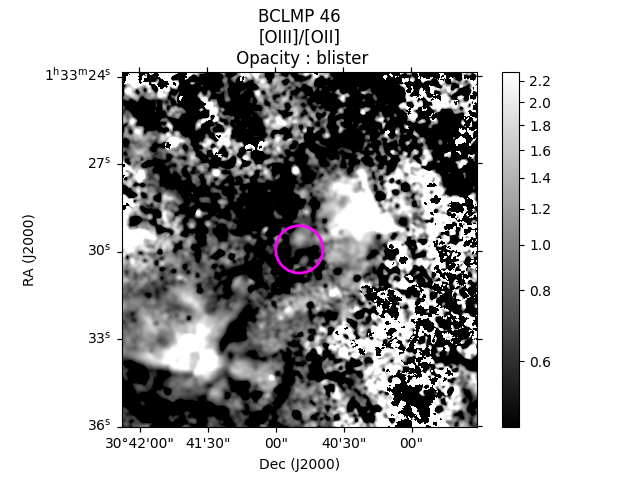 BCLMP 46
[OIII]/[OII]
Opacity : blister
1ʰ33ᵐ24ˢ
27ˢ
30ˢ
33ˢ
36ˢ
RA (J2000)
30°42'00" 41'30" 00" 40'30" 00"
Dec (J2000)
2.2
2.0
1.8
1.6
1.4
1.2
1.0
0.8
0.6